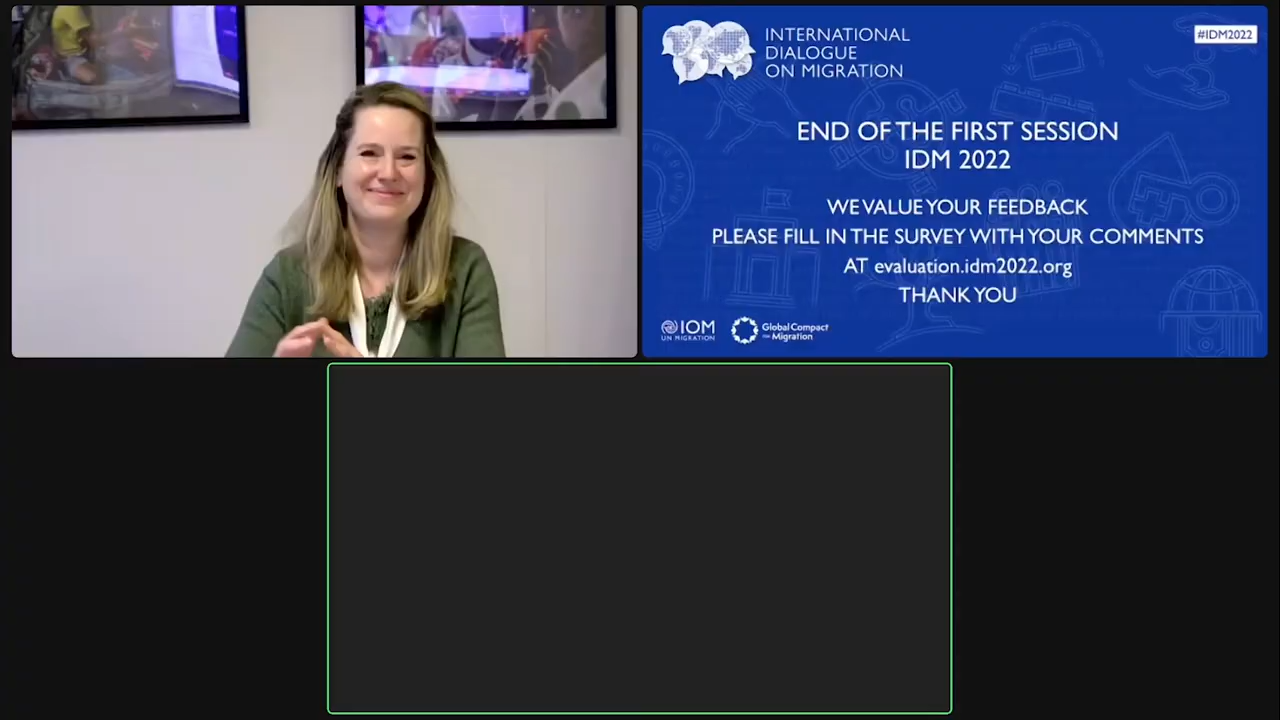 INTERNATIONAL
DIALOGUE
ON MIGRATION
#IDM2022
END OF THE FIRST SESSION
IDM 2022
WE VALUE YOUR FEEDBACK
PLEASE FILL IN THE SURVEY WITH YOUR COMMENTS
AT evaluation.idm2022.org
THANK YOU
IOM
UN MIGRATION
Global Compact
for Migration